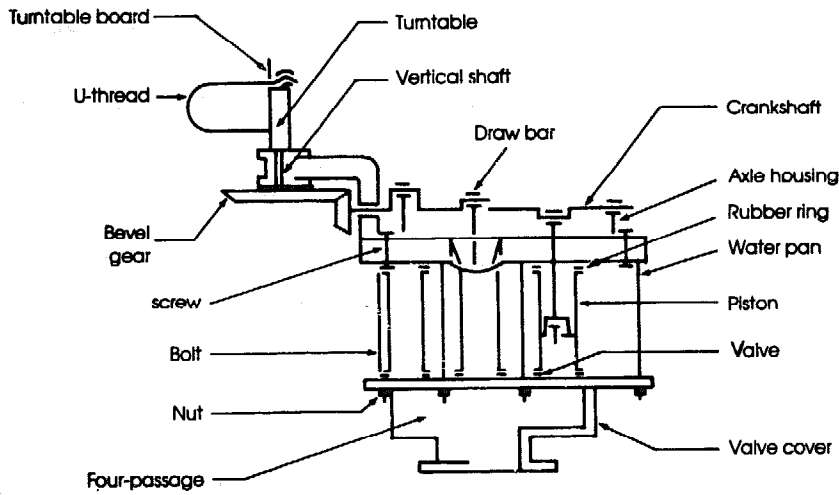 Turntable board
Turntable
Vertical shaft
U-thread
Crankshaft
Draw bar
Axle housing
Rubber ring
Bevel
gear
Water pan
screw
Piston
Bolt
Valve
Nut
Valve cover
Four-passage